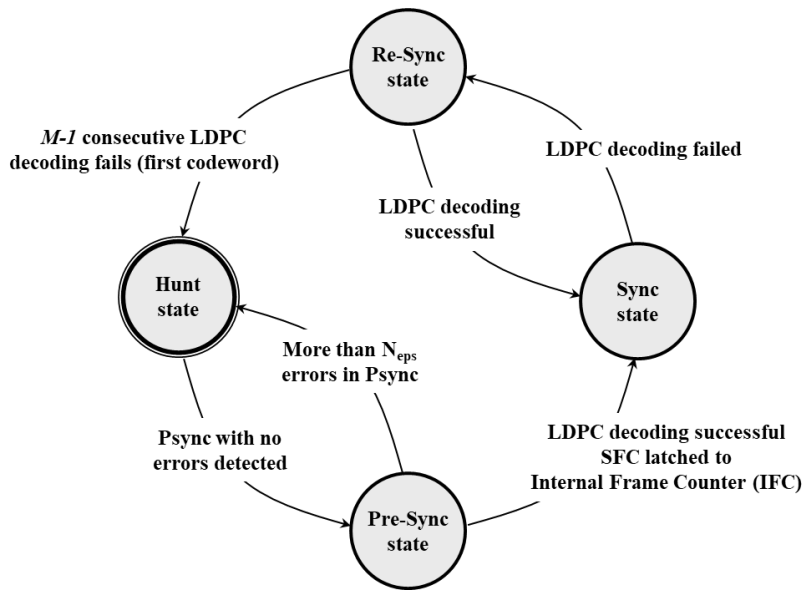 Re-Sync
state
M-1 consecutive LDPC
decoding fails (first codeword)
LDPC decoding failed
LDPC decoding
successful
Hunt
state
Sync
state
More than Neps
errors in Psync
Psync with no
errors detected
LDPC decoding successful
SFC latched to
Internal Frame Counter (IFC)
Pre-Sync
state